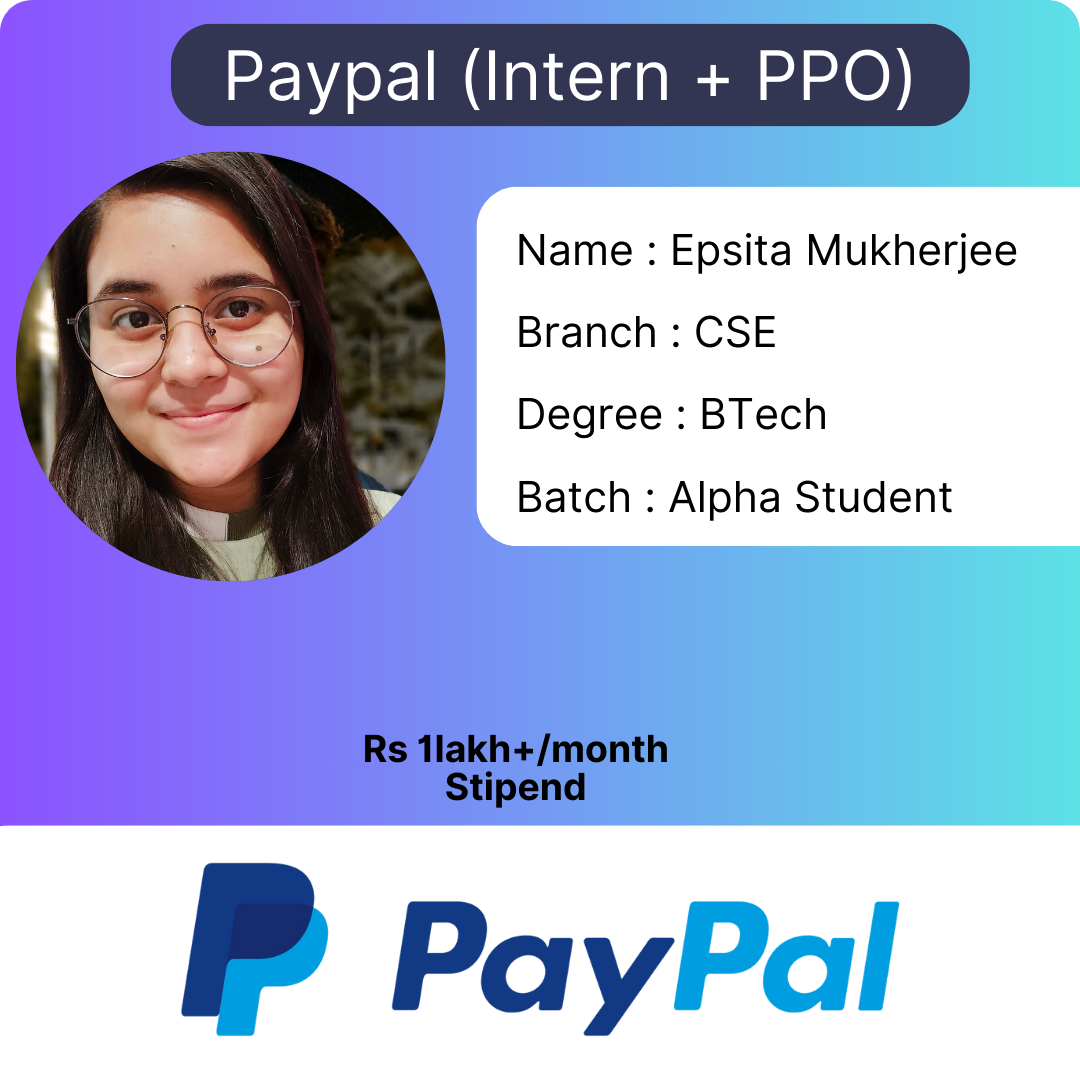 Paypal (Intern + PPO)
Name : Epsita Mukherjee
Branch : CSE
Degree : BTech
Batch : Alpha Student
Rs 1lakh+/month
Stipend
PayPal